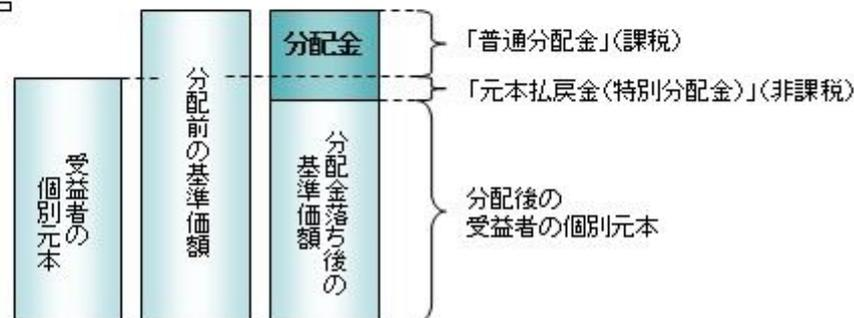 受益者の
個別元本
分配前の基準価額
分配金
分配金落ち後の
基準価額
「普通分配金」(課税)
「元本払戻金(特別分配金)」(非課税)
分配後の
受益者の個別元本